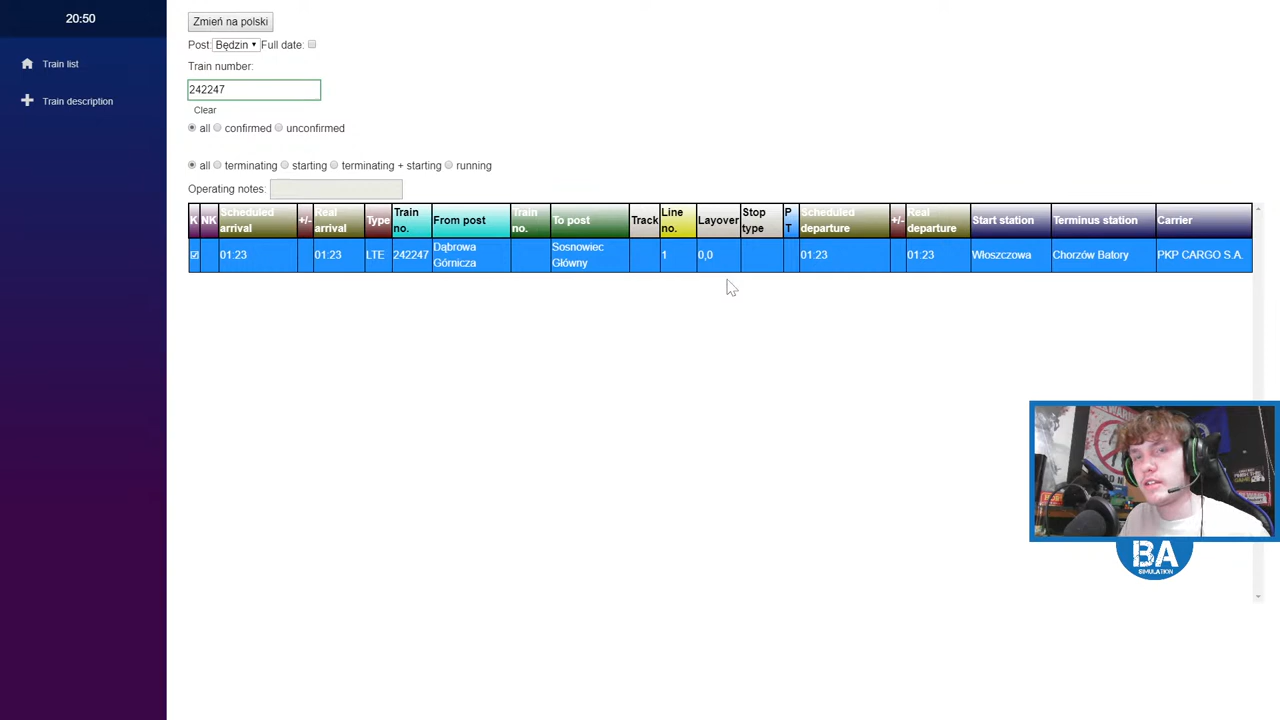 20:50
Train list
Train description
Zmień na polski
Post: Będzin Full date:
Train number:
242247
Clear
all confirmed unconfirmed
all terminating starting terminating + starting running
Operating notes:
K NK Scheduled arrival +/- Real arrival Type Train no. From post Train no. To post Track Line no. Layover Stop type P T Scheduled departure +/- Real departure Start station Terminus station Carrier
01:23 01:23 LTE 242247 Dąbrowa Górnicza Sosnowiec Główny 1 0,0 01:23 01:23 Włoszczowa Chorzów Batory PKP CARGO S.A.
BA
SIMULATION